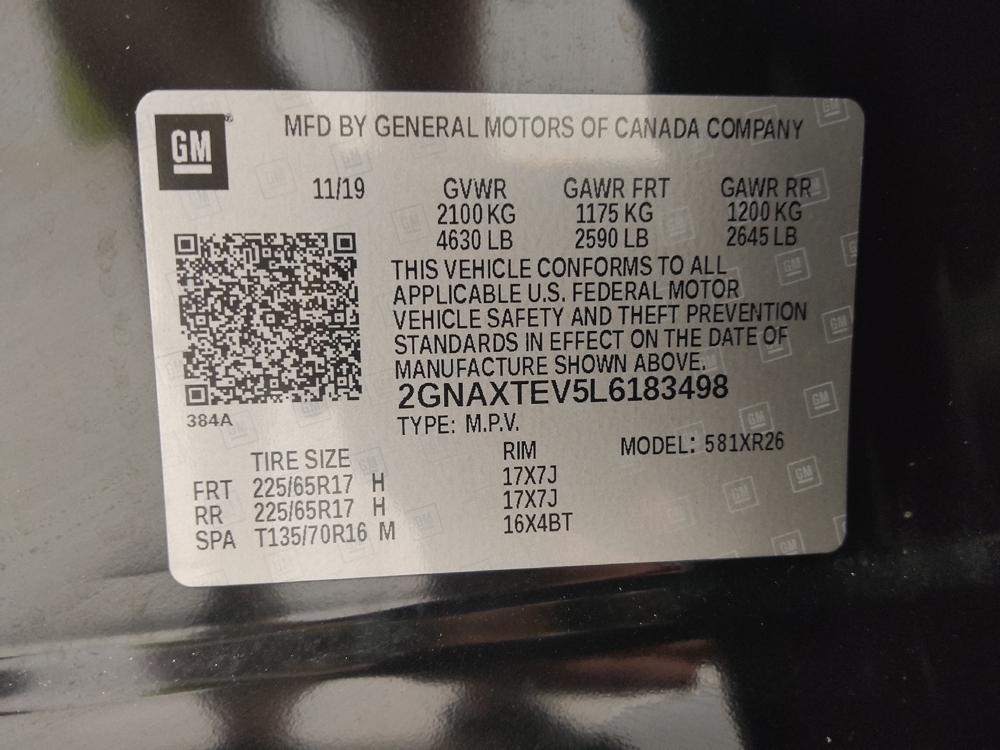 GM
MFD BY GENERAL MOTORS OF CANADA COMPANY
11/19 GVWR GAWR FRT GAWR RR
2100 KG 1175 KG 1200 KG
4630 LB 2590 LB 2645 LB
THIS VEHICLE CONFORMS TO ALL
APPLICABLE U.S. FEDERAL MOTOR
VEHICLE SAFETY AND THEFT PREVENTION
STANDARDS IN EFFECT ON THE DATE OF
MANUFACTURE SHOWN ABOVE.
2GNAXTEV5L6183498
384A
TYPE: M.P.V.
MODEL: 581XR26
TIRE SIZE RIM
FRT 225/65R17 H 17X7J
RR 225/65R17 H 17X7J
SPA T135/70R16 M 16X4BT